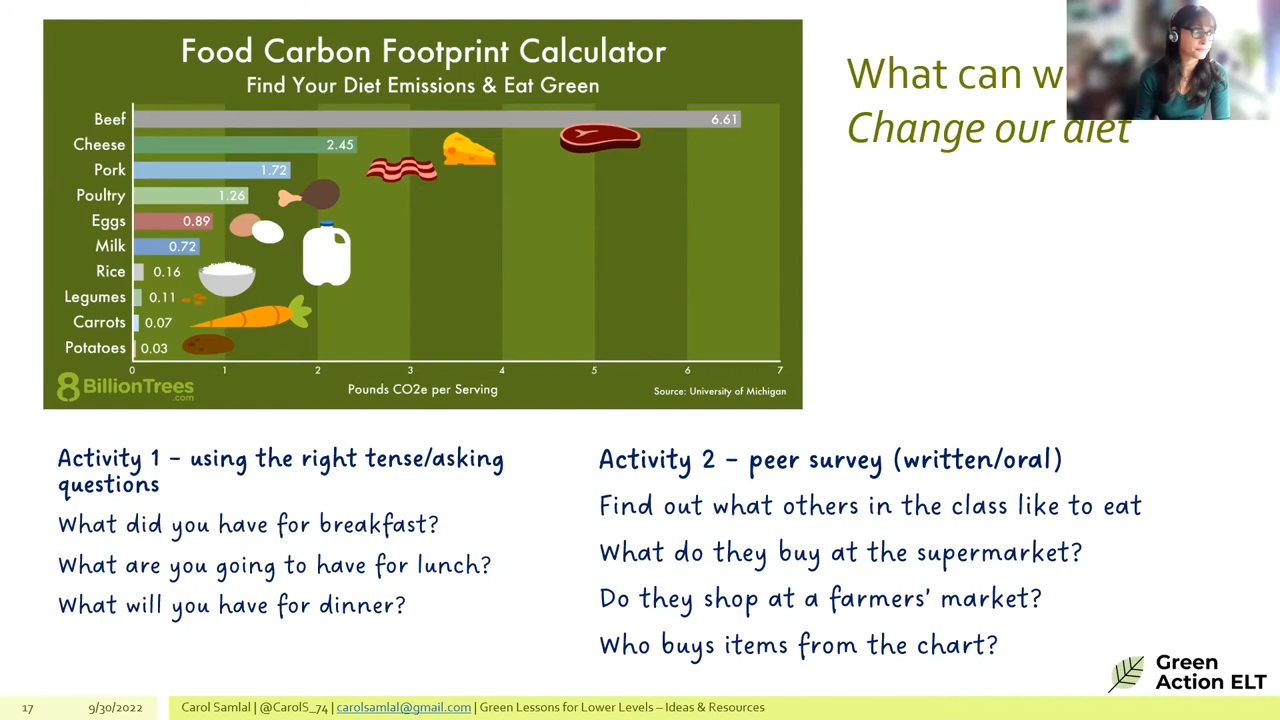 Food Carbon Footprint Calculator
Find Your Diet Emissions & Eat Green
Beef 6.61
Cheese 2.45
Pork 1.72
Poultry 1.26
Eggs 0.89
Milk 0.72
Rice 0.16
Legumes 0.11
Carrots 0.07
Potatoes 0.03
0 1 2 3 4 5 6 7
8 BillionTrees .com
Pounds CO2e per Serving
Source: University of Michigan
What can
Change our diet
Activity 1 – using the right tense/asking
questions
What did you have for breakfast?
What are you going to have for lunch?
What will you have for dinner?
Activity 2 – peer survey (written/oral)
Find out what others in the class like to eat
What do they buy at the supermarket?
Do they shop at a farmers' market?
Who buys items from the chart?
Green
Action ELT
17 9/30/2022 Carol Samlal | @CarolS_74 | carolsamlal@gmail.com | Green Lessons for Lower Levels – Ideas & Resources